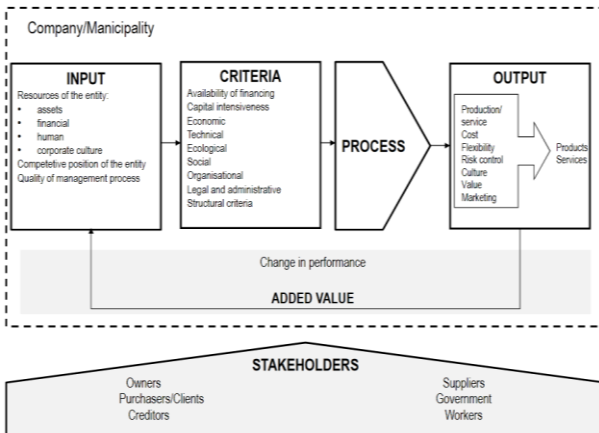 Company/Manicipality
INPUT
Resources of the entity:
• assets
• financial
• human
• corporate culture
Competetive position of the entity
Quality of management process
CRITERIA
Availability of financing
Capital intensiveness
Economic
Technical
Ecological
Social
Organisational
Legal and administrative
Structural criteria
PROCESS
OUTPUT
Production/
service
Cost
Flexibility
Risk control
Culture
Value
Marketing
Products
Services
Change in performance
ADDED VALUE
STAKEHOLDERS
Owners
Purchasers/Clients
Creditors
Suppliers
Government
Workers